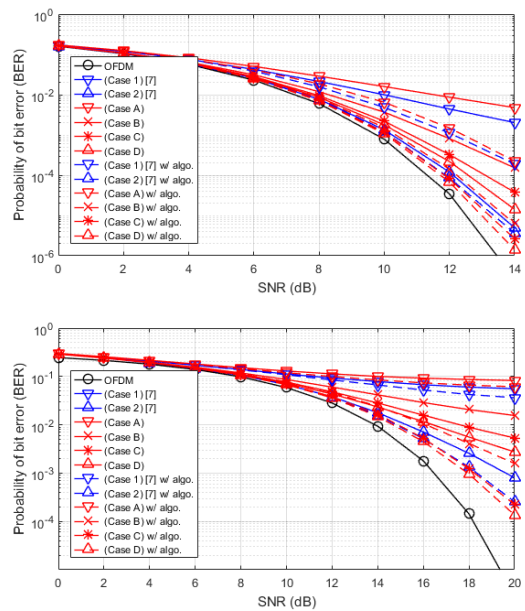 Probability of bit error (BER)
10^0
10^-2
10^-4
10^-6
OFDM
(Case 1) [7]
(Case 2) [7]
(Case A)
(Case B)
(Case C)
(Case D)
(Case 1) [7] w/ algo.
(Case 2) [7] w/ algo.
(Case A) w/ algo.
(Case B) w/ algo.
(Case C) w/ algo.
(Case D) w/ algo.
0 2 4 6 8 10 12 14
SNR (dB)
Probability of bit error (BER)
10^0
10^-1
10^-2
10^-3
10^-4
OFDM
(Case 1) [7]
(Case 2) [7]
(Case A)
(Case B)
(Case C)
(Case D)
(Case 1) [7] w/ algo.
(Case 2) [7] w/ algo.
(Case A) w/ algo.
(Case B) w/ algo.
(Case C) w/ algo.
(Case D) w/ algo.
0 2 4 6 8 10 12 14 16 18 20
SNR (dB)